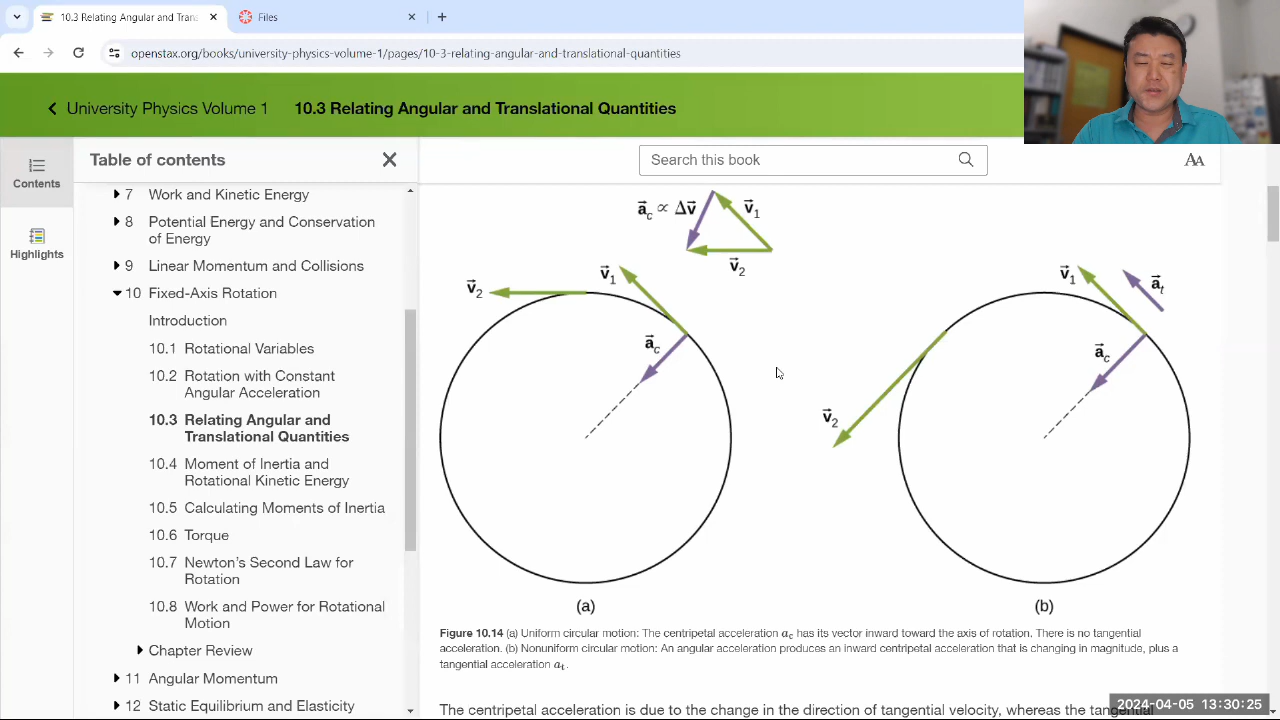 10.3 Relating Angular and Trans
Files
openstax.org/books/university-physics-volume-1/pages/10-3-relating-angular-and-translational-quantities
University Physics Volume 1
10.3 Relating Angular and Translational Quantities
Contents
Highlights
Table of contents
Search this book
AA
7 Work and Kinetic Energy
8 Potential Energy and Conservation
of Energy
9 Linear Momentum and Collisions
10 Fixed-Axis Rotation
Introduction
10.1 Rotational Variables
10.2 Rotation with Constant
Angular Acceleration
10.3 Relating Angular and
Translational Quantities
10.4 Moment of Inertia and
Rotational Kinetic Energy
10.5 Calculating Moments of Inertia
10.6 Torque
10.7 Newton's Second Law for
Rotation
10.8 Work and Power for Rotational
Motion
Chapter Review
11 Angular Momentum
12 Static Equilibrium and Elasticity
a⃗c ∝ Δv⃗
v⃗1
v⃗2
v⃗2
v⃗1
a⃗c
(a)
v⃗1
a⃗t
a⃗c
v⃗2
(b)
Figure 10.14 (a) Uniform circular motion: The centripetal acceleration ac has its vector inward toward the axis of rotation. There is no tangential
acceleration. (b) Nonuniform circular motion: An angular acceleration produces an inward centripetal acceleration that is changing in magnitude, plus a
tangential acceleration at.
The centripetal acceleration is due to the change in the direction of tangential velocity, whereas the tangential
2024-04-05 13:30:25